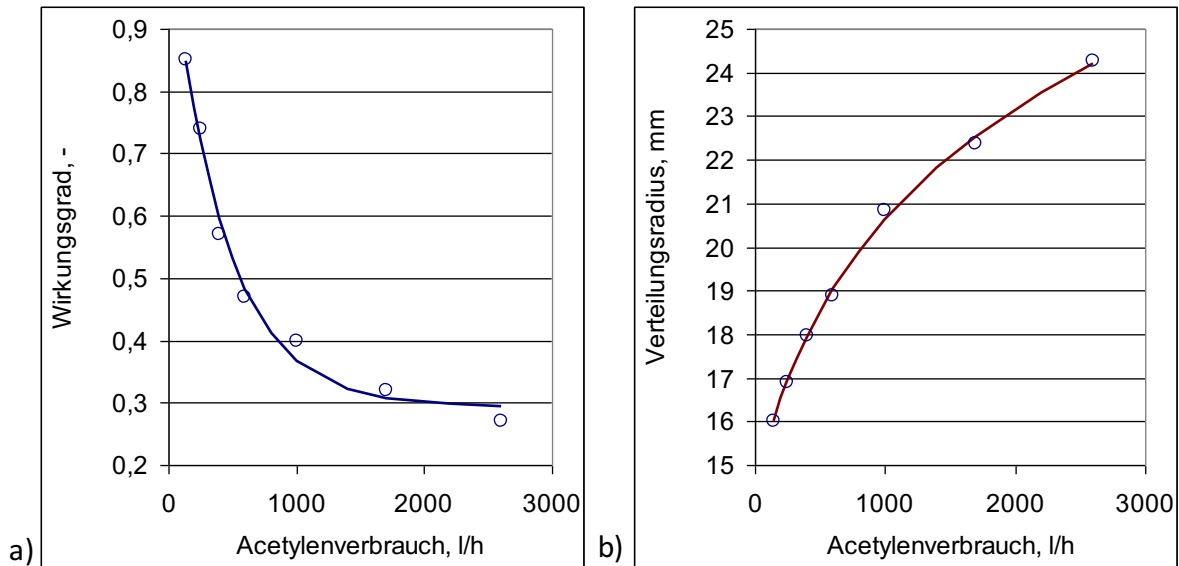 0,9
0,8
0,7
0,6
0,5
0,4
0,3
0,2
Wirkungsgrad, -
0 1000 2000 3000
Acetylenverbrauch, l/h
a)
25
24
23
22
21
20
19
18
17
16
15
Verteilungsradius, mm
0 1000 2000 3000
Acetylenverbrauch, l/h
b)